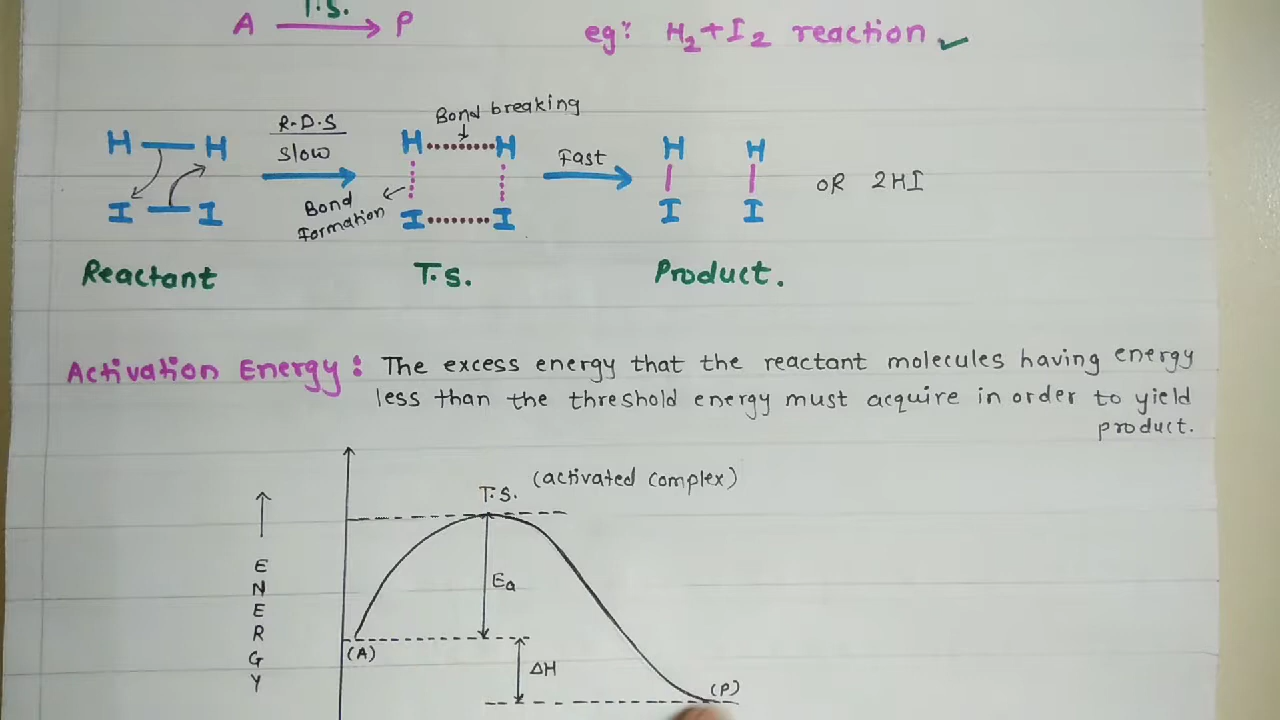 T.S.
A → P
eg: H2+I2 reaction ✓
Bond breaking
R.D.S
Slow
H H
H H
Fast
H H
OR 2HI
Bond Formation
I I
I I
I I
Reactant
T.S.
Product.
Activation Energy: The excess energy that the reactant molecules having energy
less than the threshold energy must acquire in order to yield
product.
(activated complex)
T.S.
ENERGY
Ea
(A)
ΔH
(P)